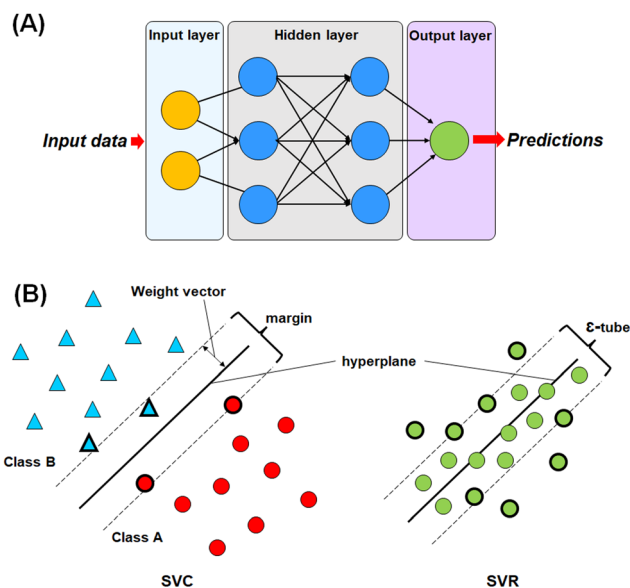 (A)
Input layer
Hidden layer
Output layer
Input data
Predictions
(B)
Weight vector
margin
hyperplane
ε-tube
Class B
Class A
SVC
SVR